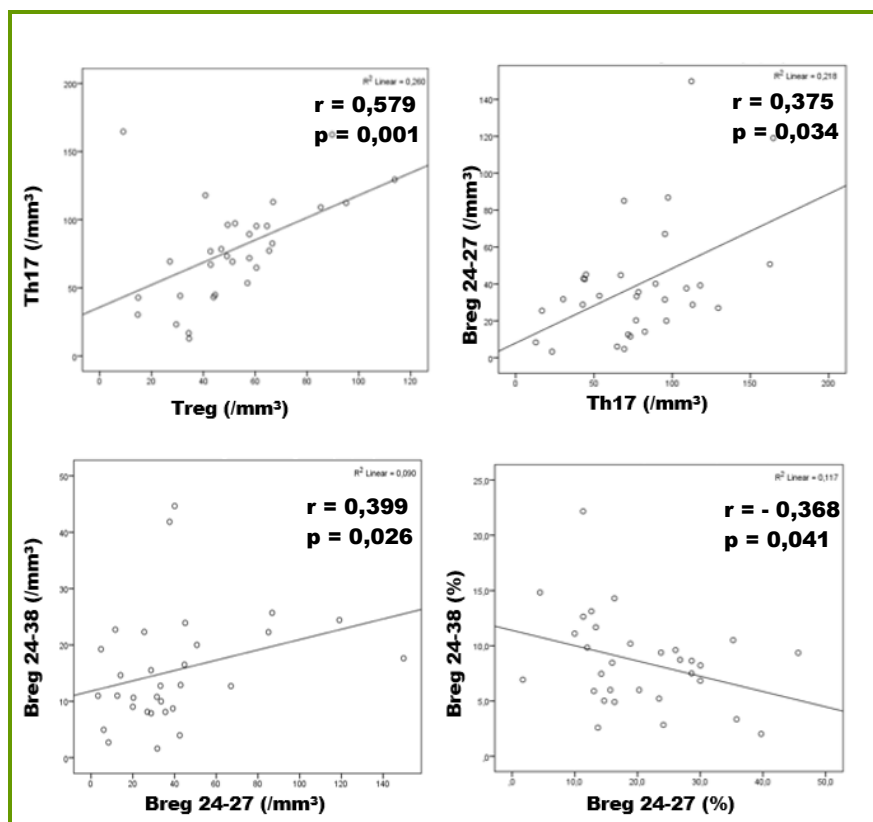 R² Linear = 0,260
r = 0,579
p = 0,001
Th17 (/mm³)
200
150
100
50
0
0 20 40 60 80 100 120
Treg (/mm³)
R² Linear = 0,218
r = 0,375
p = 0,034
Breg 24-27 (/mm³)
140
120
100
80
60
40
20
0
0 50 100 150 200
Th17 (/mm³)
R² Linear = 0,090
r = 0,399
p = 0,026
Breg 24-38 (/mm³)
50
40
30
20
10
0
0 20 40 60 80 100 120 140
Breg 24-27 (/mm³)
R² Linear = 0,117
r = - 0,368
p = 0,041
Breg 24-38 (%)
25,0
20,0
15,0
10,0
5,0
,0
,0 10,0 20,0 30,0 40,0 50,0
Breg 24-27 (%)